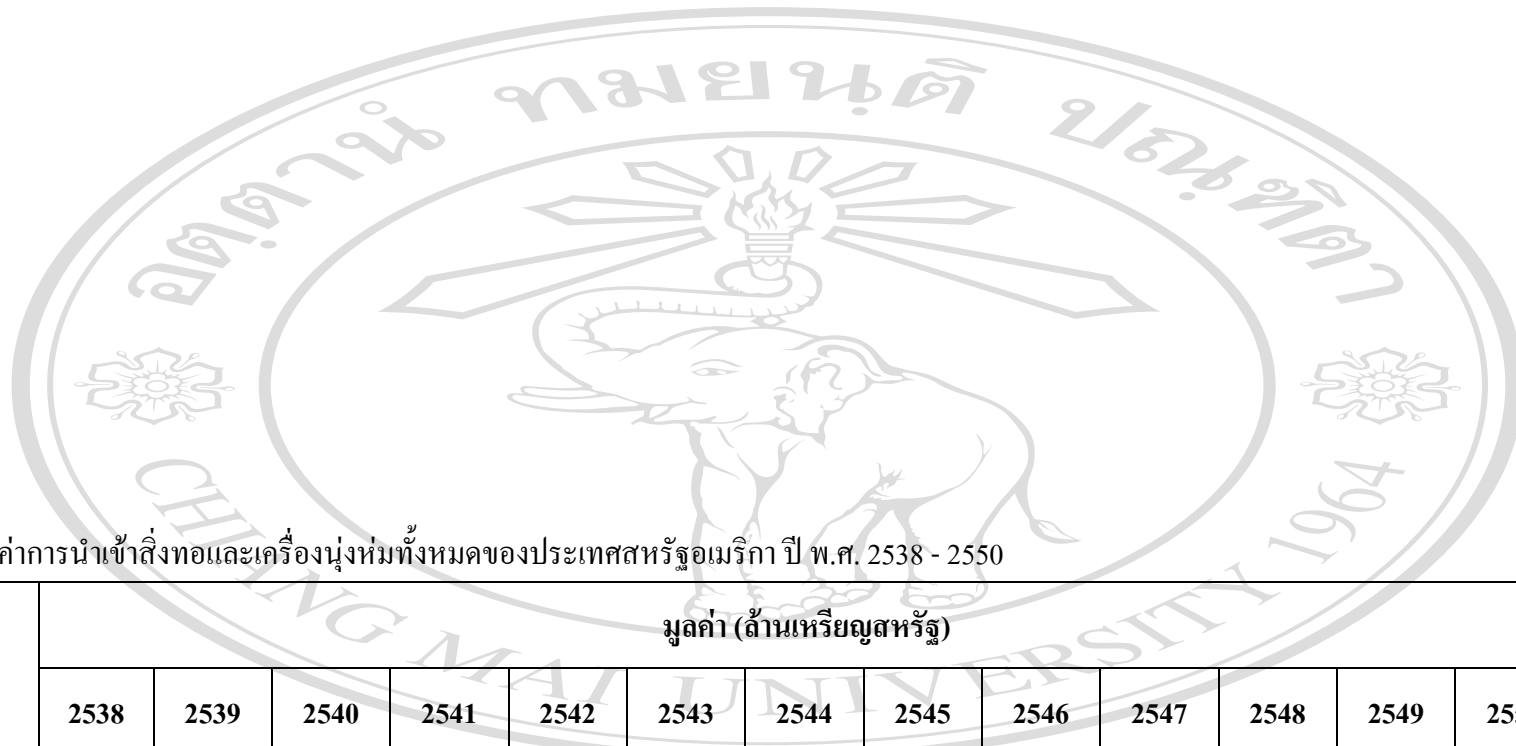 อตฺตานํ ทมยนฺติ ปณฺฑิตา
CHIANG MAI UNIVERSITY 1964
ค่าการนำเข้าสิ่งทอและเครื่องนุ่งห่มทั้งหมดของประเทศสหรัฐอเมริกา ปี พ.ศ. 2538 - 2550
มูลค่า (ล้านเหรียญสหรัฐ)
2538 2539 2540 2541 2542 2543 2544 2545 2546 2547 2548 2549